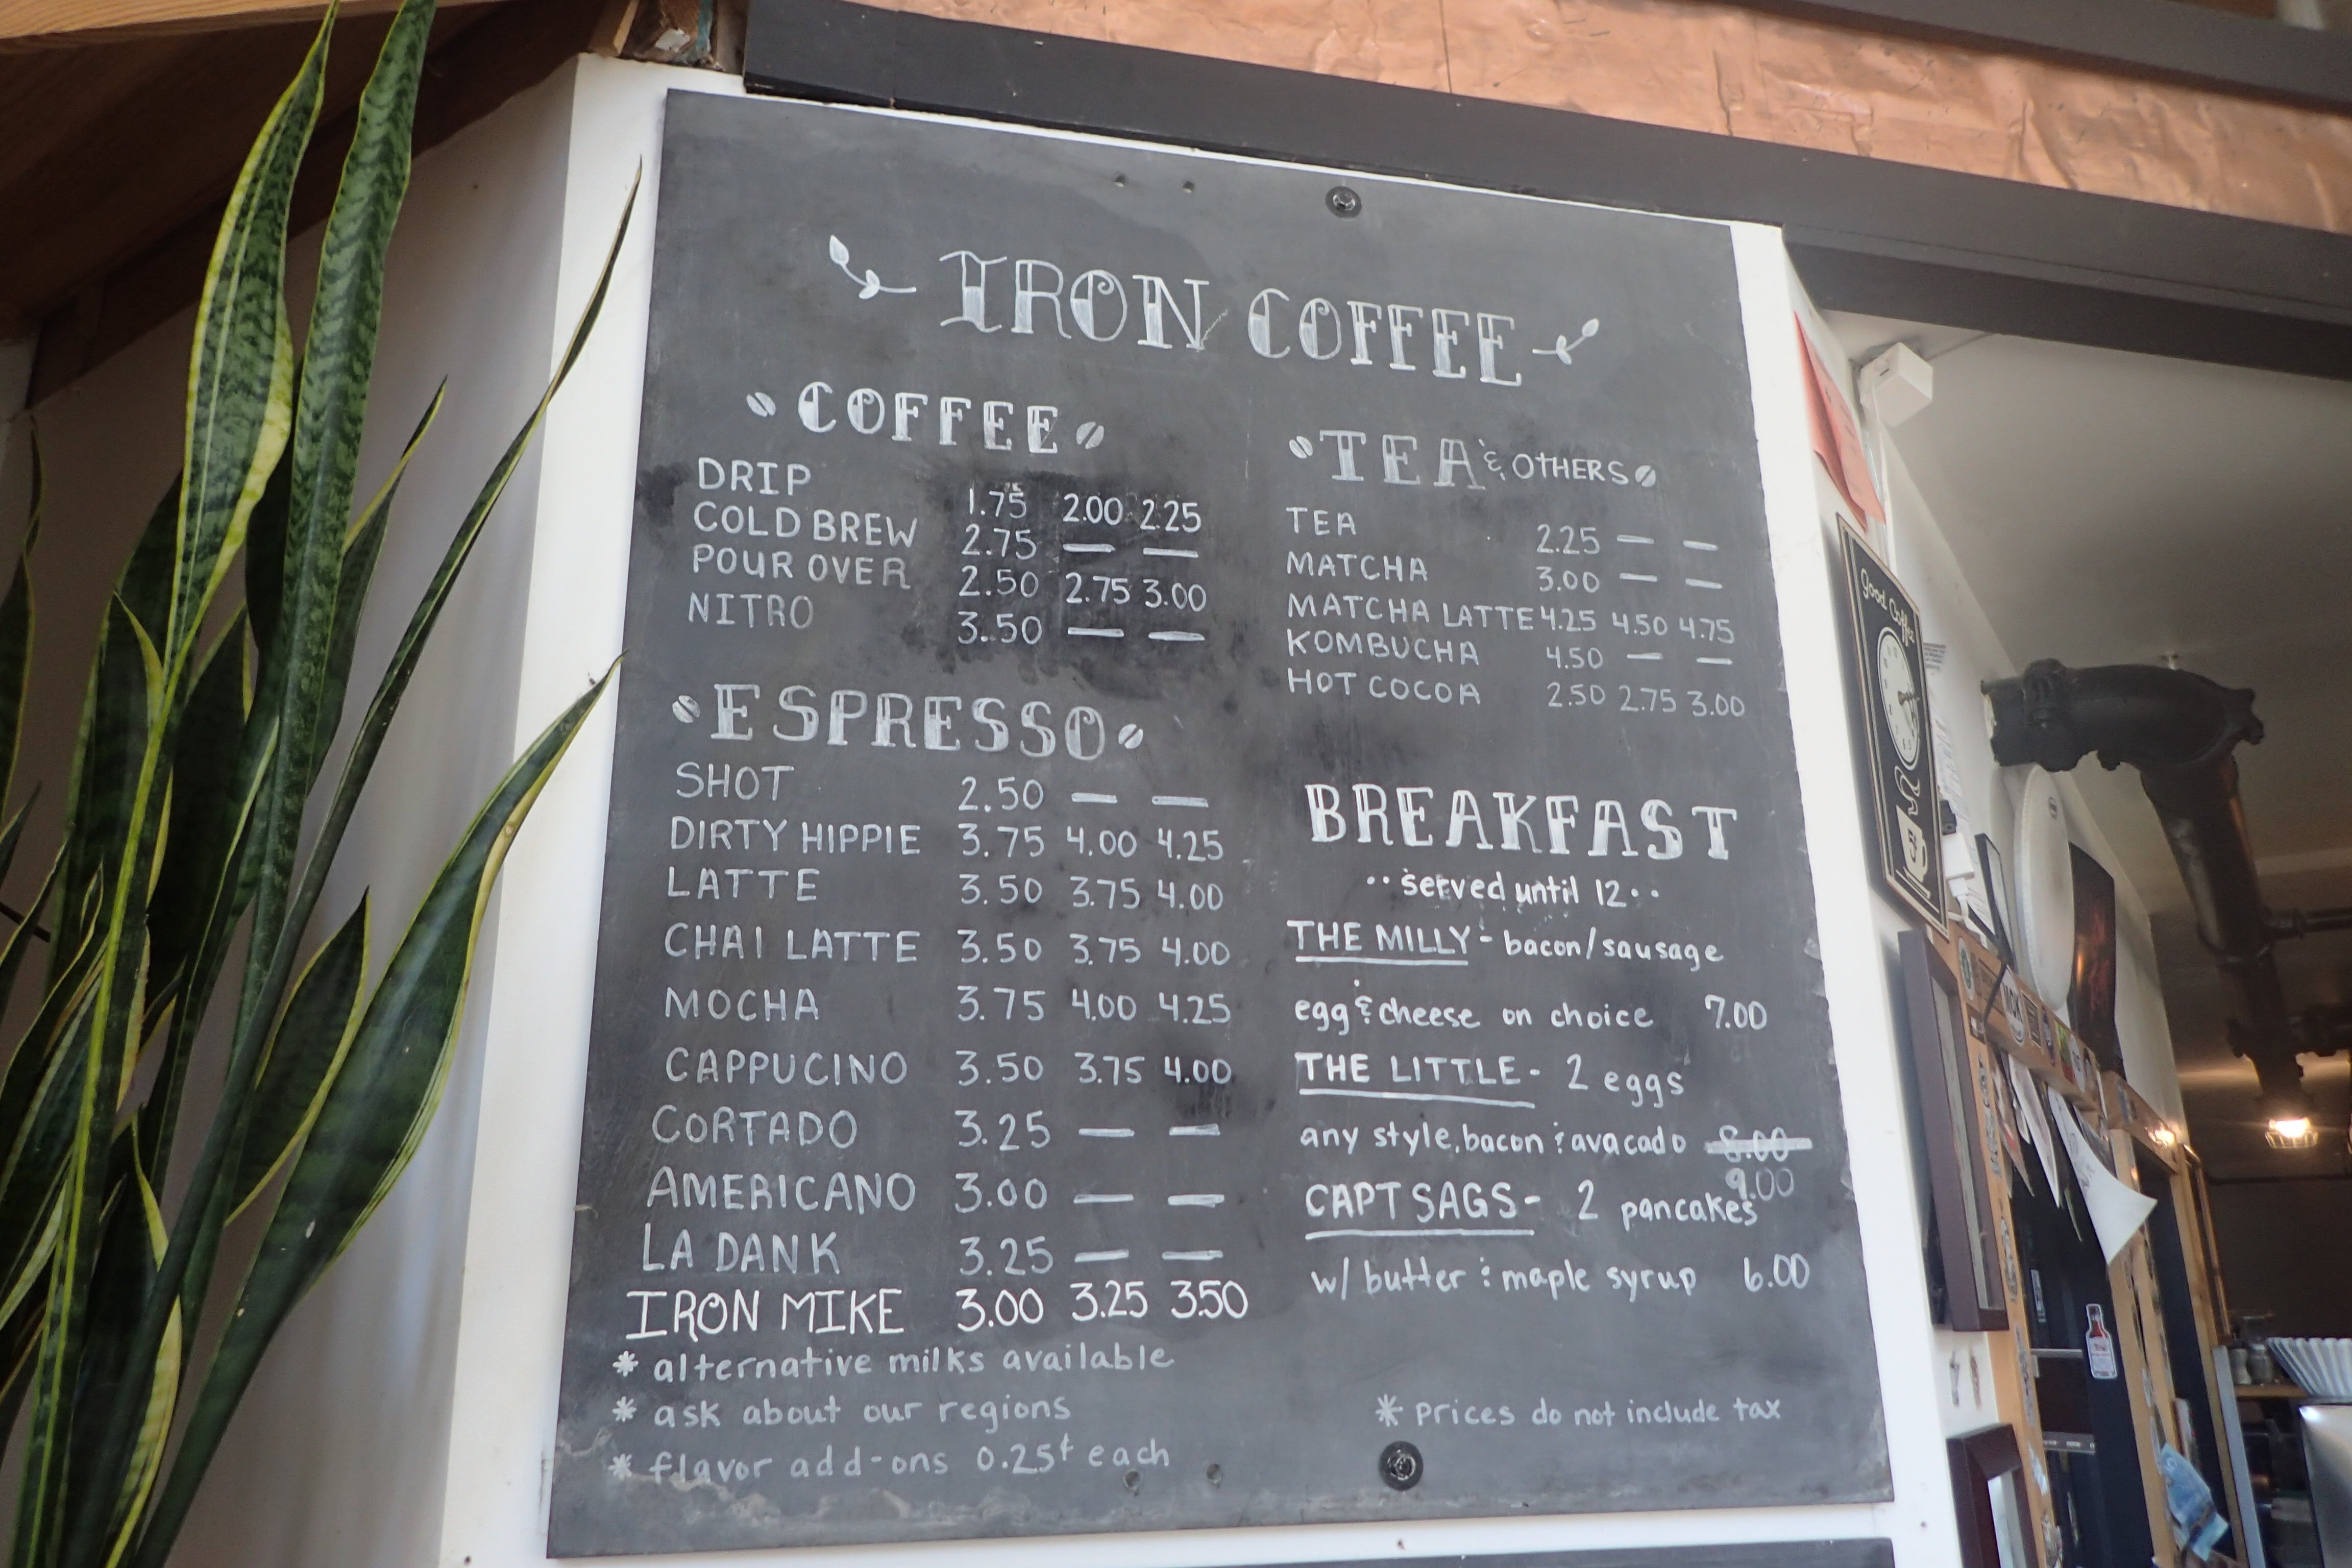 IRON COFFEE
COFFEE
DRIP 1.75 2.00 2.25
COLD BREW 2.75 — —
POUR OVER 2.50 2.75 3.00
NITRO 3.50 — —
ESPRESSO
SHOT 2.50 — —
DIRTY HIPPIE 3.75 4.00 4.25
LATTE 3.50 3.75 4.00
CHAI LATTE 3.50 3.75 4.00
MOCHA 3.75 4.00 4.25
CAPPUCINO 3.50 3.75 4.00
CORTADO 3.25 — —
AMERICANO 3.00 — —
LA DANK 3.25 — —
IRON MIKE 3.00 3.25 3.50
* alternative milks available
* ask about our regions
* flavor add-ons 0.25¢ each
TEA & OTHERS
TEA 2.25 — —
MATCHA 3.00 — —
MATCHA LATTE 4.25 4.50 4.75
KOMBUCHA 4.50 — —
HOT COCOA 2.50 2.75 3.00
BREAKFAST
·· served until 12 ··
THE MILLY - bacon/sausage
egg & cheese on choice 7.00
THE LITTLE - 2 eggs
any style, bacon & avacado 8.00
9.00
CAPT SAGS - 2 pancakes
w/ butter & maple syrup 6.00
* prices do not include tax
good Coffee